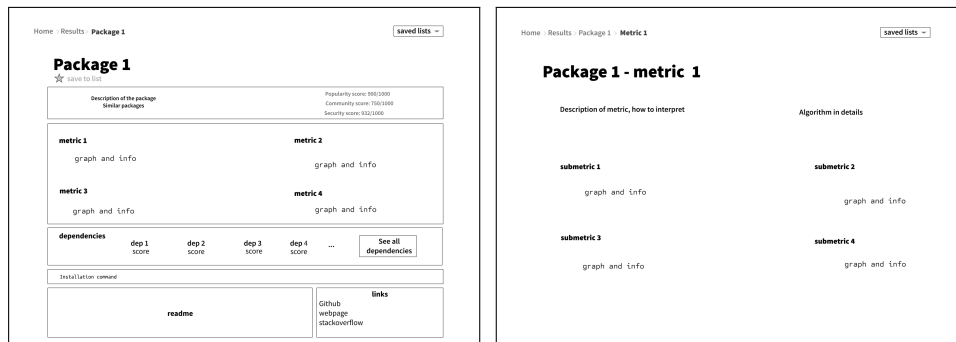 Home > Results > Package 1
saved lists
Package 1
save to list
Description of the package
Similar packages
Popularity score: 900/1000
Community score: 750/1000
Security score: 932/1000
metric 1
graph and info
metric 2
graph and info
metric 3
graph and info
metric 4
graph and info
dependencies
dep 1
score
dep 2
score
dep 3
score
dep 4
score
...
See all
dependencies
Installation command
readme
links
Github
webpage
stackoverflow
Home > Results > Package 1 > Metric 1
saved lists
Package 1 - metric 1
Description of metric, how to interpret
Algorithm in details
submetric 1
graph and info
submetric 2
graph and info
submetric 3
graph and info
submetric 4
graph and info